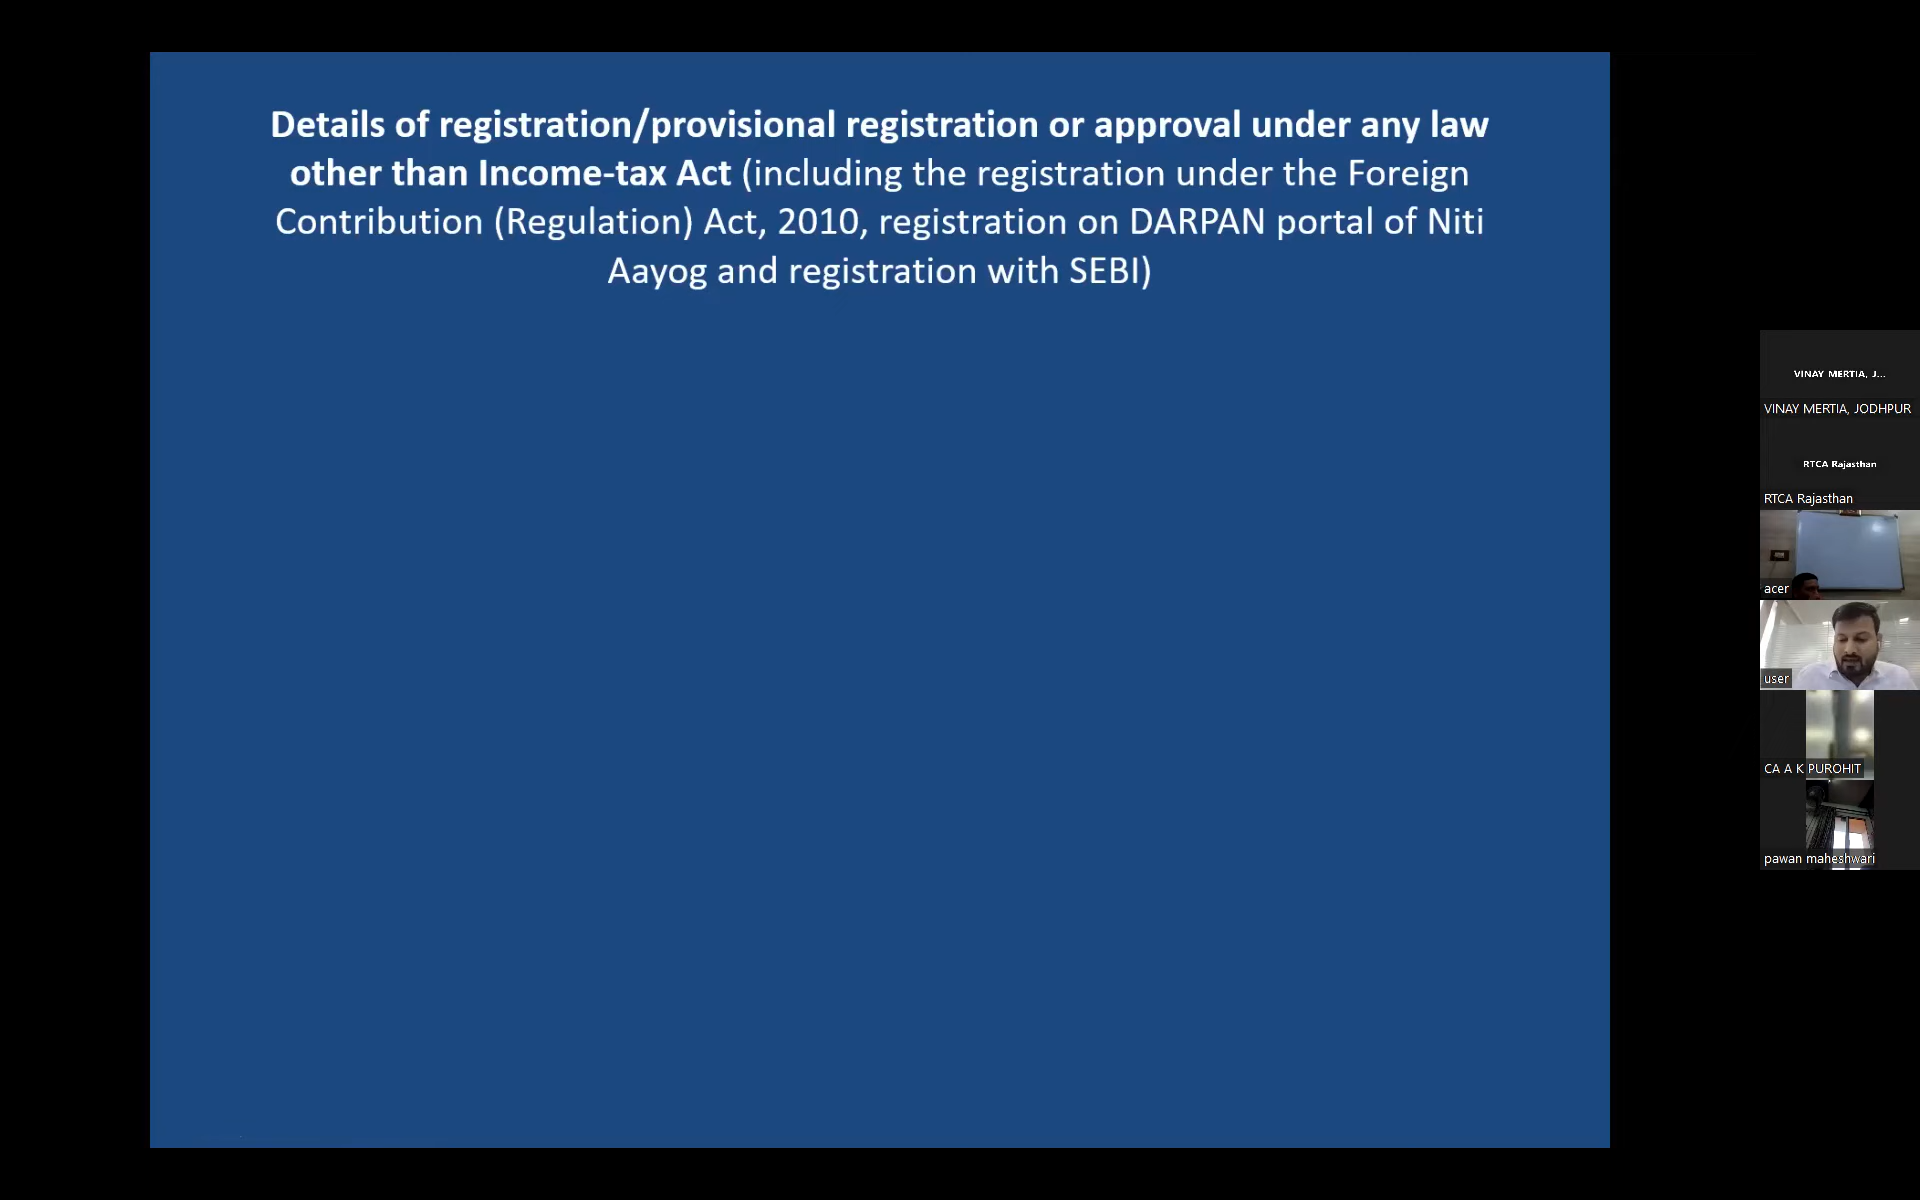 Details of registration/provisional registration or approval under any law
other than Income-tax Act (including the registration under the Foreign
Contribution (Regulation) Act, 2010, registration on DARPAN portal of Niti
Aayog and registration with SEBI)
VINAY MERTIA, J...
VINAY MERTIA, JODHPUR
RTCA Rajasthan
RTCA Rajasthan
acer
user
CA A K PUROHIT
pawan maheshwari